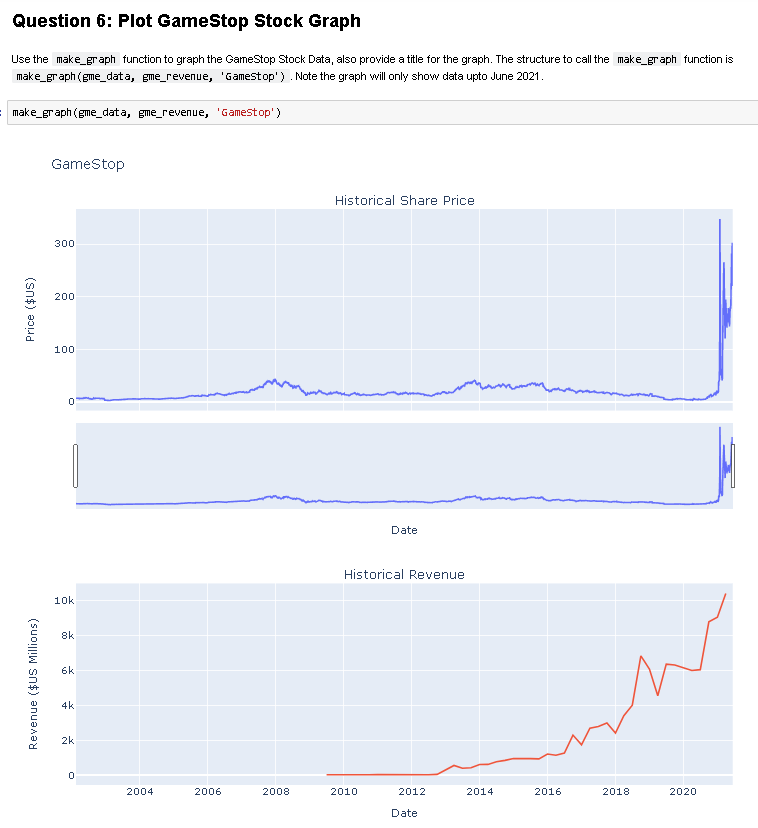 Question 6: Plot GameStop Stock Graph
Use the make_graph function to graph the GameStop Stock Data, also provide a title for the graph. The structure to call the make_graph function is
make_graph(gme_data, gme_revenue, 'GameStop') . Note the graph will only show data upto June 2021.
: make_graph(gme_data, gme_revenue, 'GameStop')
GameStop
Historical Share Price
300
200
100
0
Price ($US)
Date
Historical Revenue
10k
8k
6k
4k
2k
0
Revenue ($US Millions)
2004 2006 2008 2010 2012 2014 2016 2018 2020
Date